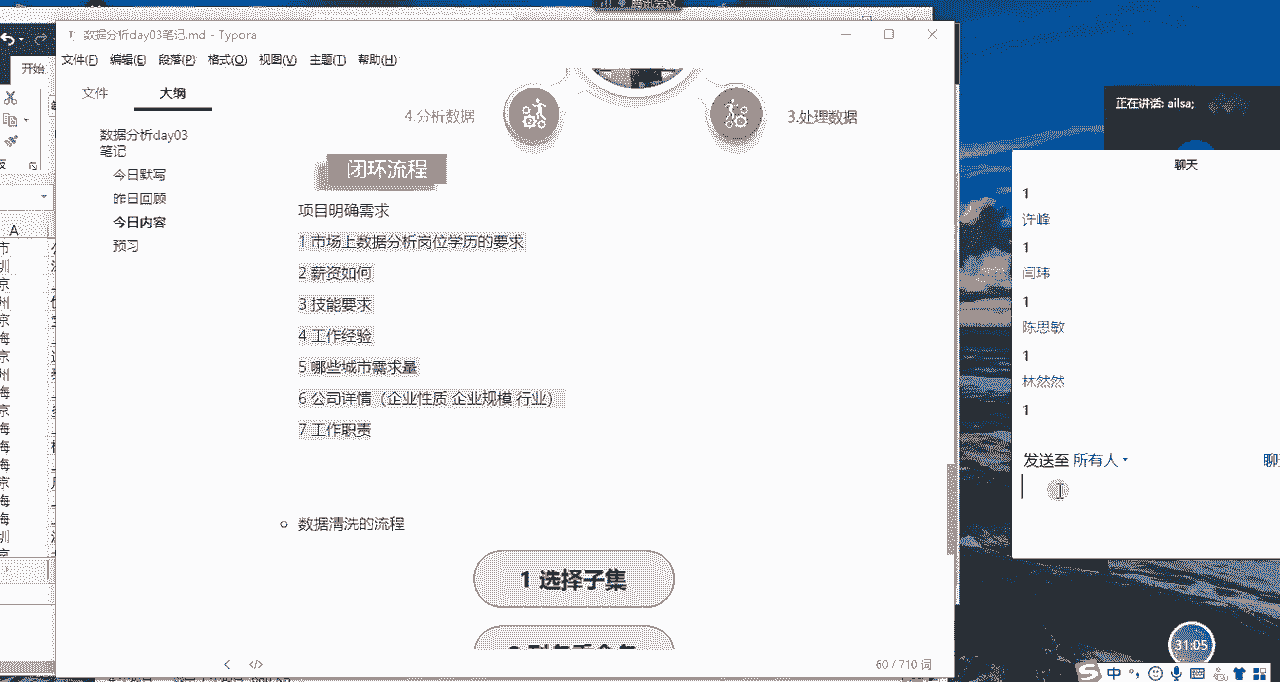 腾讯会议
数据分析day03笔记.md - Typora
开始
文件(F) 编辑(E) 段落(P) 格式(O) 视图(V) 主题(T) 帮助(H)
文件 大纲
数据分析day03
笔记
今日默写
昨日回顾
今日内容
预习
4.分析数据
3.处理数据
闭环流程
项目明确需求
1 市场上数据分析岗位学历的要求
2 薪资如何
3 技能要求
4 工作经验
5 哪些城市需求量
6 公司详情（企业性质 企业规模 行业）
7 工作职责
数据清洗的流程
1 选择子集
60 / 710 词
A
市
圳
京
州
京
海
京
州
海
京
海
海
海
京
海
海
圳
京
正在讲话: ailsa;
聊天
1
许峰
1
闫玮
1
陈思敏
1
林然然
1
发送至 所有人
聊
31:05
中